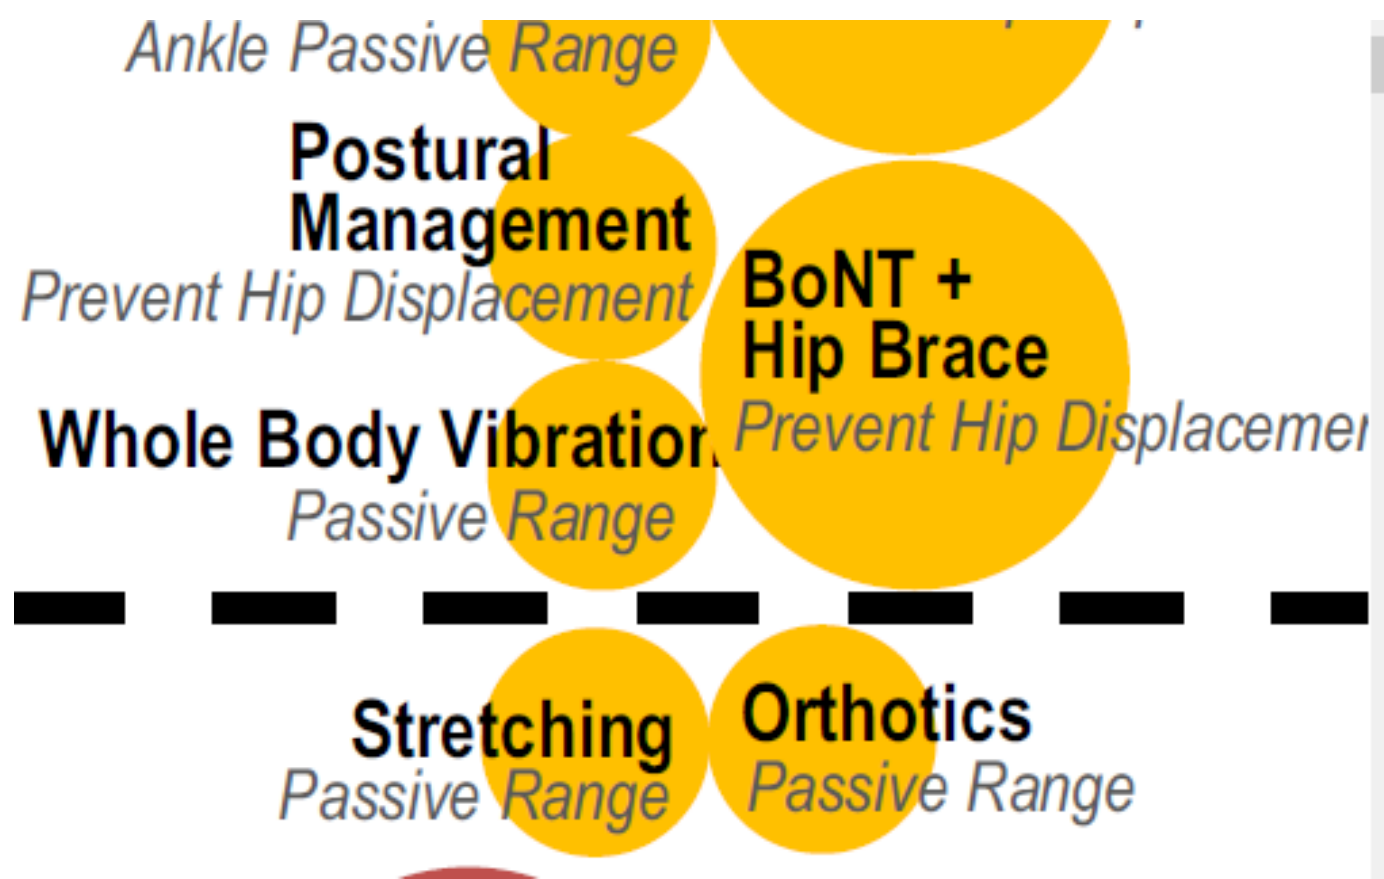 Ankle Passive Range
Postural
Management
Prevent Hip Displacement
BoNT +
Hip Brace
Prevent Hip Displacemen
Whole Body Vibration
Passive Range
Stretching
Passive Range
Orthotics
Passive Range